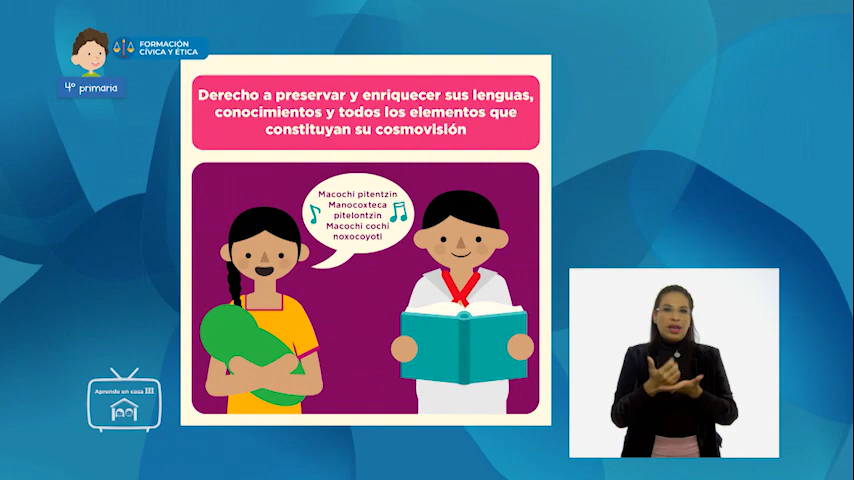 FORMACIÓN
CÍVICA Y ÉTICA
4º primaria
Derecho a preservar y enriquecer sus lenguas,
conocimientos y todos los elementos que
constituyan su cosmovisión
Macochi pitentzin
Manocoxteca
pitelontzin
Macochi cochi
noxocoyotl
Aprende en casa III